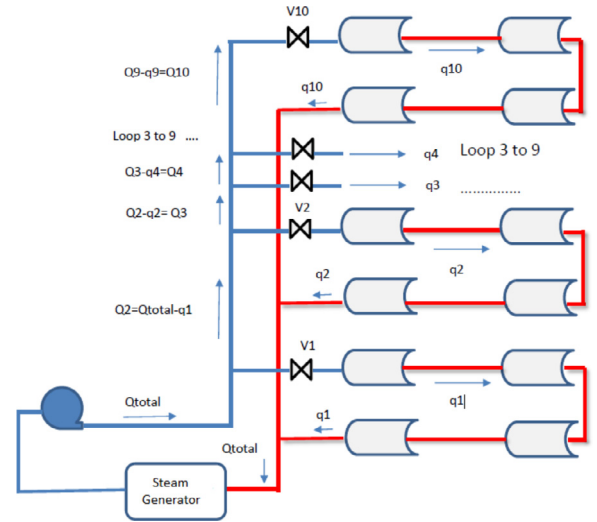 V10
Q9-q9=Q10
q10
q10
Loop 3 to 9 ....
q4
Loop 3 to 9
Q3-q4=Q4
q3
...............
Q2-q2= Q3
V2
q2
q2
Q2=Qtotal-q1
V1
Qtotal
q1
q1
Qtotal
Steam
Generator